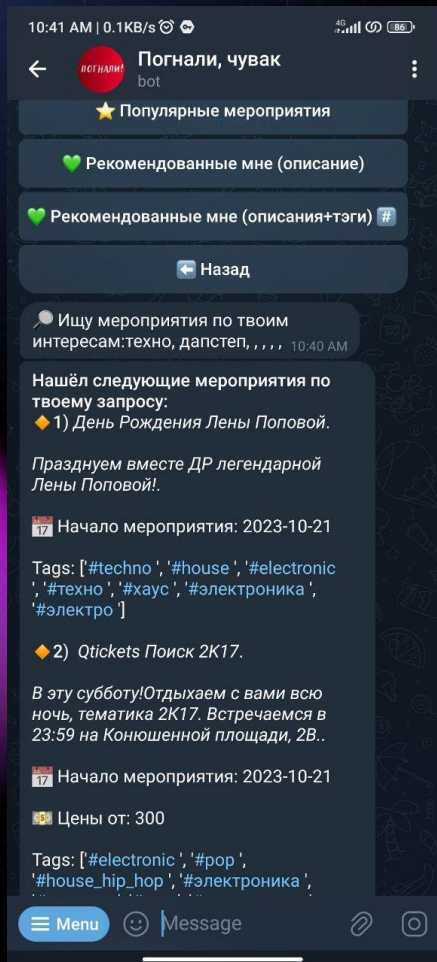 10:41 AM | 0.1KB/s
4G
86
ПОГНАЛИ!
Погнали, чувак
bot
Популярные мероприятия
Рекомендованные мне (описание)
Рекомендованные мне (описания+тэги) #
Назад
Ищу мероприятия по твоим
интересам:техно, дапстеп, , , , ,
10:40 AM
Нашёл следующие мероприятия по
твоему запросу:
1) День Рождения Лены Поповой.
Празднуем вместе ДР легендарной
Лены Поповой!.
17 Начало мероприятия: 2023-10-21
Tags: ['#techno ', '#house ', '#electronic
', '#техно ', '#хаус ', '#электроника ',
'#электро ']
2) Qtickets Поиск 2K17.
В эту субботу!Отдыхаем с вами всю
ночь, тематика 2K17. Встречаемся в
23:59 на Конюшенной площади, 2В..
17 Начало мероприятия: 2023-10-21
Цены от: 300
Tags: ['#electronic ', '#pop ',
'#house_hip_hop ', '#электроника ',
Menu
Message